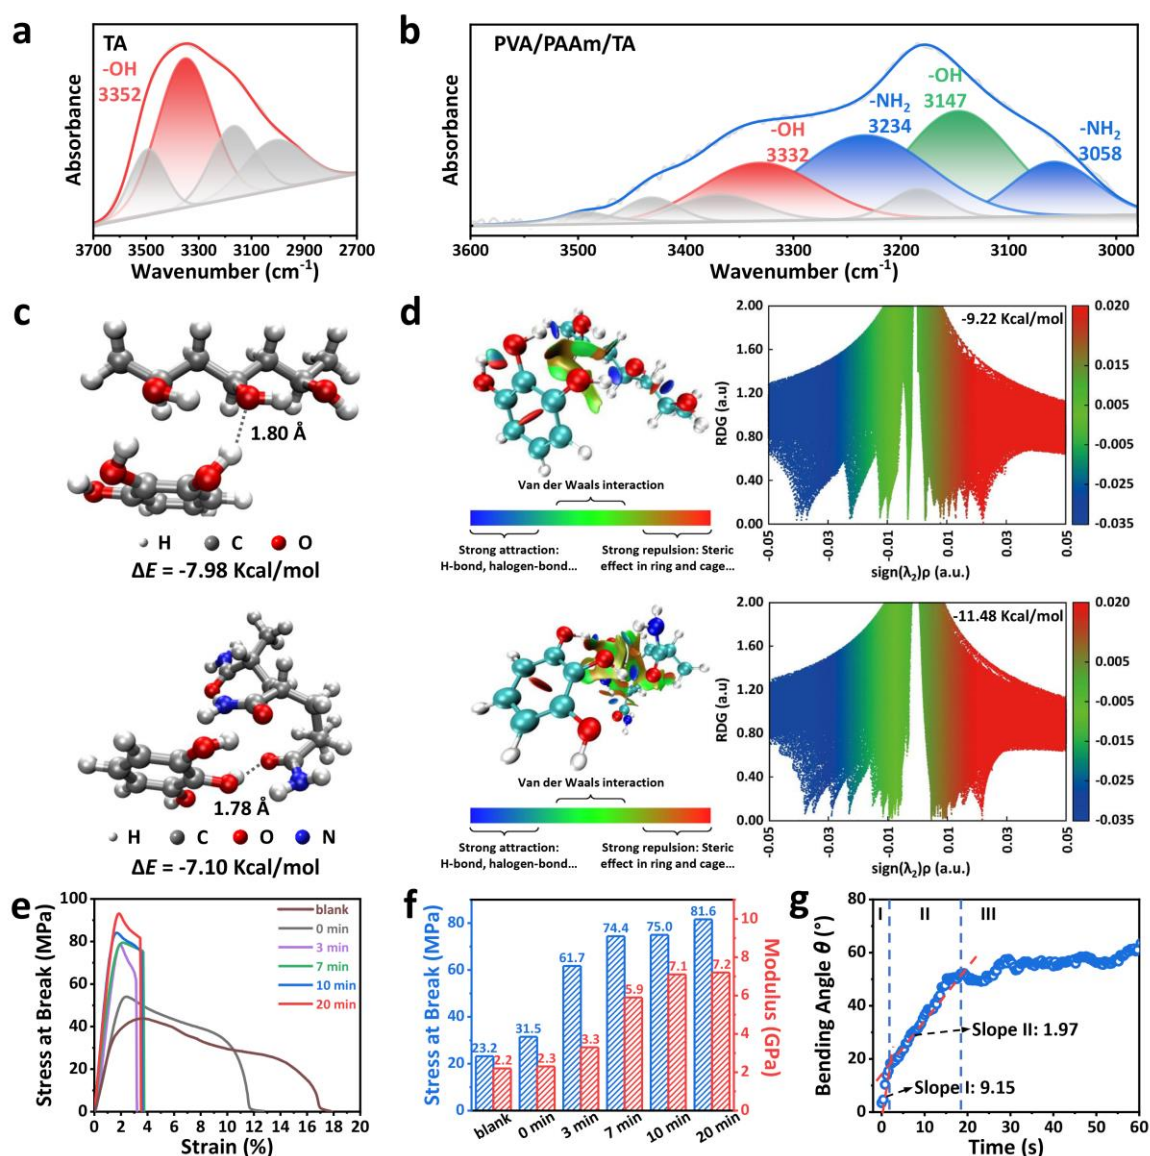 a
TA
-OH
3352
Absorbance
3700 3500 3300 3100 2900 2700
Wavenumber (cm⁻¹)
b
PVA/PAAm/TA
-OH
3332
-NH₂
3234
-OH
3147
-NH₂
3058
Absorbance
3600 3500 3400 3300 3200 3100 3000
Wavenumber (cm⁻¹)
c
1.80 Å
H C O
ΔE = -7.98 Kcal/mol
1.78 Å
H C O N
ΔE = -7.10 Kcal/mol
d
Van der Waals interaction
Strong attraction:
H-bond, halogen-bond...
Strong repulsion: Steric
effect in ring and cage...
-9.22 Kcal/mol
RDG (a.u)
2.00
1.60
1.20
0.80
0.40
0.00
-0.05 -0.03 -0.01 0.01 0.03 0.05
sign(λ₂)ρ (a.u.)
0.020
0.015
0.005
-0.005
-0.015
-0.025
-0.035
Van der Waals interaction
Strong attraction:
H-bond, halogen-bond...
Strong repulsion: Steric
effect in ring and cage...
-11.48 Kcal/mol
RDG (a.u)
2.00
1.60
1.20
0.80
0.40
0.00
-0.05 -0.03 -0.01 0.01 0.03 0.05
sign(λ₂)ρ (a.u.)
0.020
0.015
0.005
-0.005
-0.015
-0.025
-0.035
e
Stress at Break (MPa)
100
80
60
40
20
0
blank
0 min
3 min
7 min
10 min
20 min
0 2 4 6 8 10 12 14 16 18 20
Strain (%)
f
Stress at Break (MPa)
80
60
40
20
0
23.2 2.2
31.5 2.3
61.7 3.3
74.4 5.9
75.0 7.1
81.6 7.2
blank 0 min 3 min 7 min 10 min 20 min
10
8
6
4
2
0
Modulus (GPa)
g
Bending Angle θ (°)
80
60
40
20
0
I II III
Slope II: 1.97
Slope I: 9.15
0 10 20 30 40 50 60
Time (s)